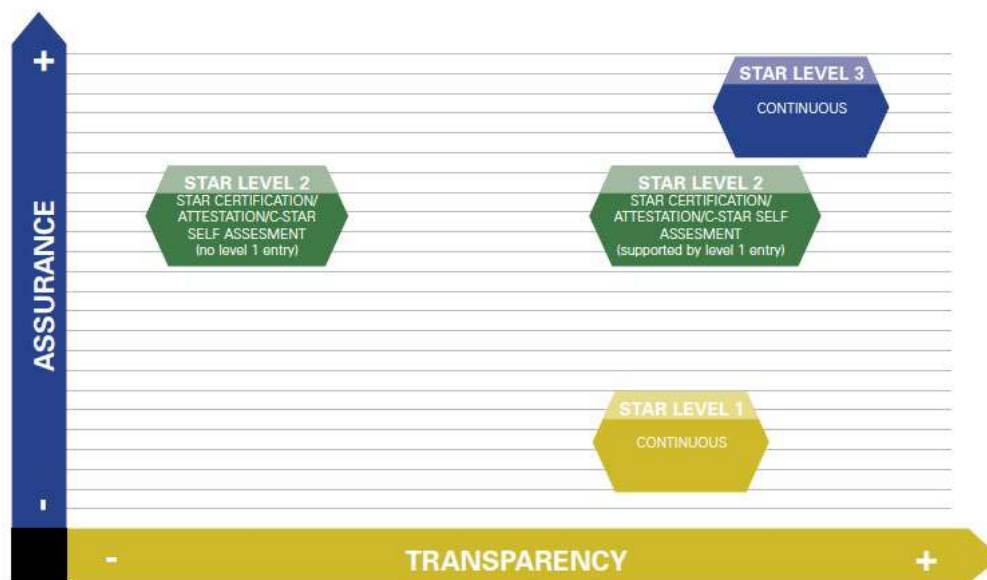 +
ASSURANCE
-
STAR LEVEL 3
CONTINUOUS
STAR LEVEL 2
STAR CERTIFICATION/
ATTESTATION/C-STAR
SELF ASSESMENT
(no level 1 entry)
STAR LEVEL 2
STAR CERTIFICATION/
ATTESTATION/C-STAR SELF
ASSESMENT
(supported by level 1 entry)
STAR LEVEL 1
CONTINUOUS
-
TRANSPARENCY
+